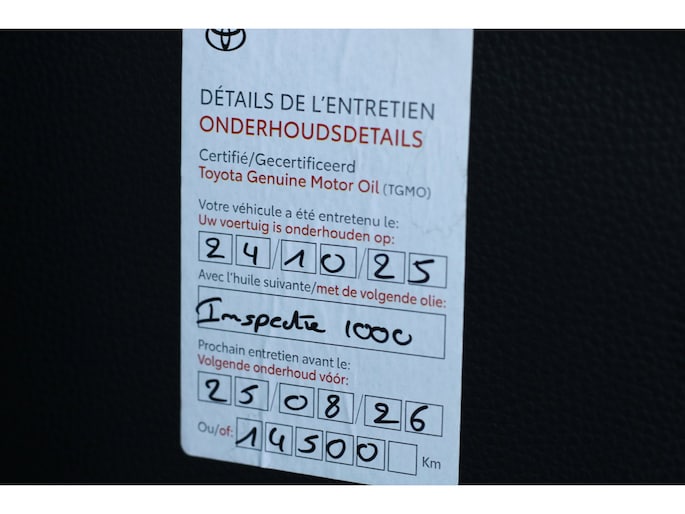 DÉTAILS DE L'ENTRETIEN
ONDERHOUDSDETAILS
Certifié/Gecertificeerd
Toyota Genuine Motor Oil (TGMO)
Votre véhicule a été entretenu le:
Uw voertuig is onderhouden op:
24/10/25
Avec l'huile suivante/met de volgende olie:
Inspectie 1000
Prochain entretien avant le:
Volgende onderhoud vóór:
25/08/26
Ou/of: 14500 Km